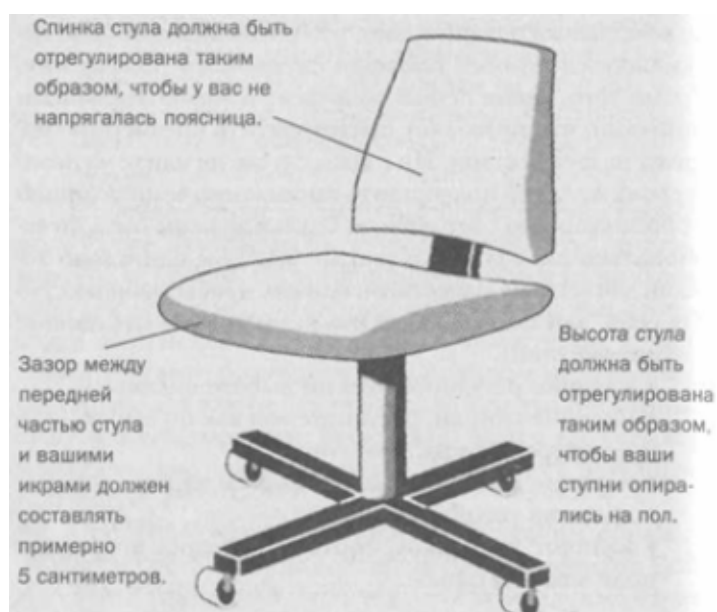 Спинка стула должна быть
отрегулирована таким
образом, чтобы у вас не
напрягалась поясница.
Зазор между
передней
частью стула
и вашими
икрами должен
составлять
примерно
5 сантиметров.
Высота стула
должна быть
отрегулирована
таким образом,
чтобы ваши
ступни опира-
лись на пол.